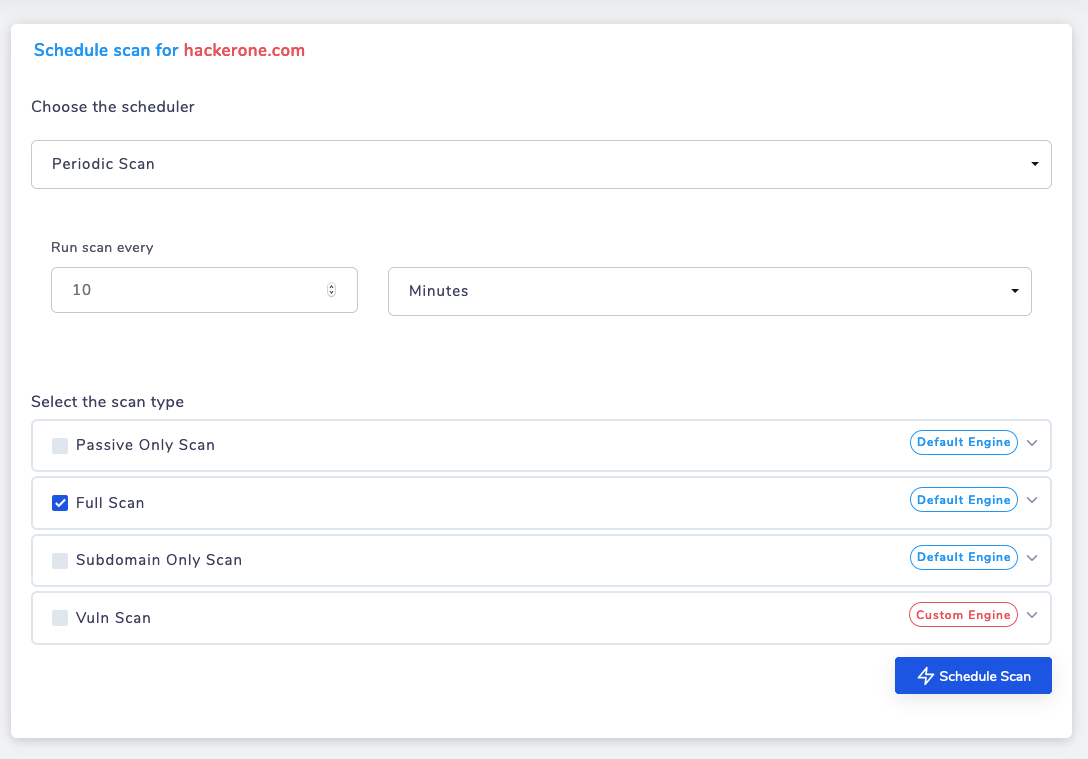 Schedule scan for hackerone.com
Choose the scheduler
Periodic Scan
Run scan every
10
Minutes
Select the scan type
Passive Only Scan Default Engine
Full Scan Default Engine
Subdomain Only Scan Default Engine
Vuln Scan Custom Engine
Schedule Scan